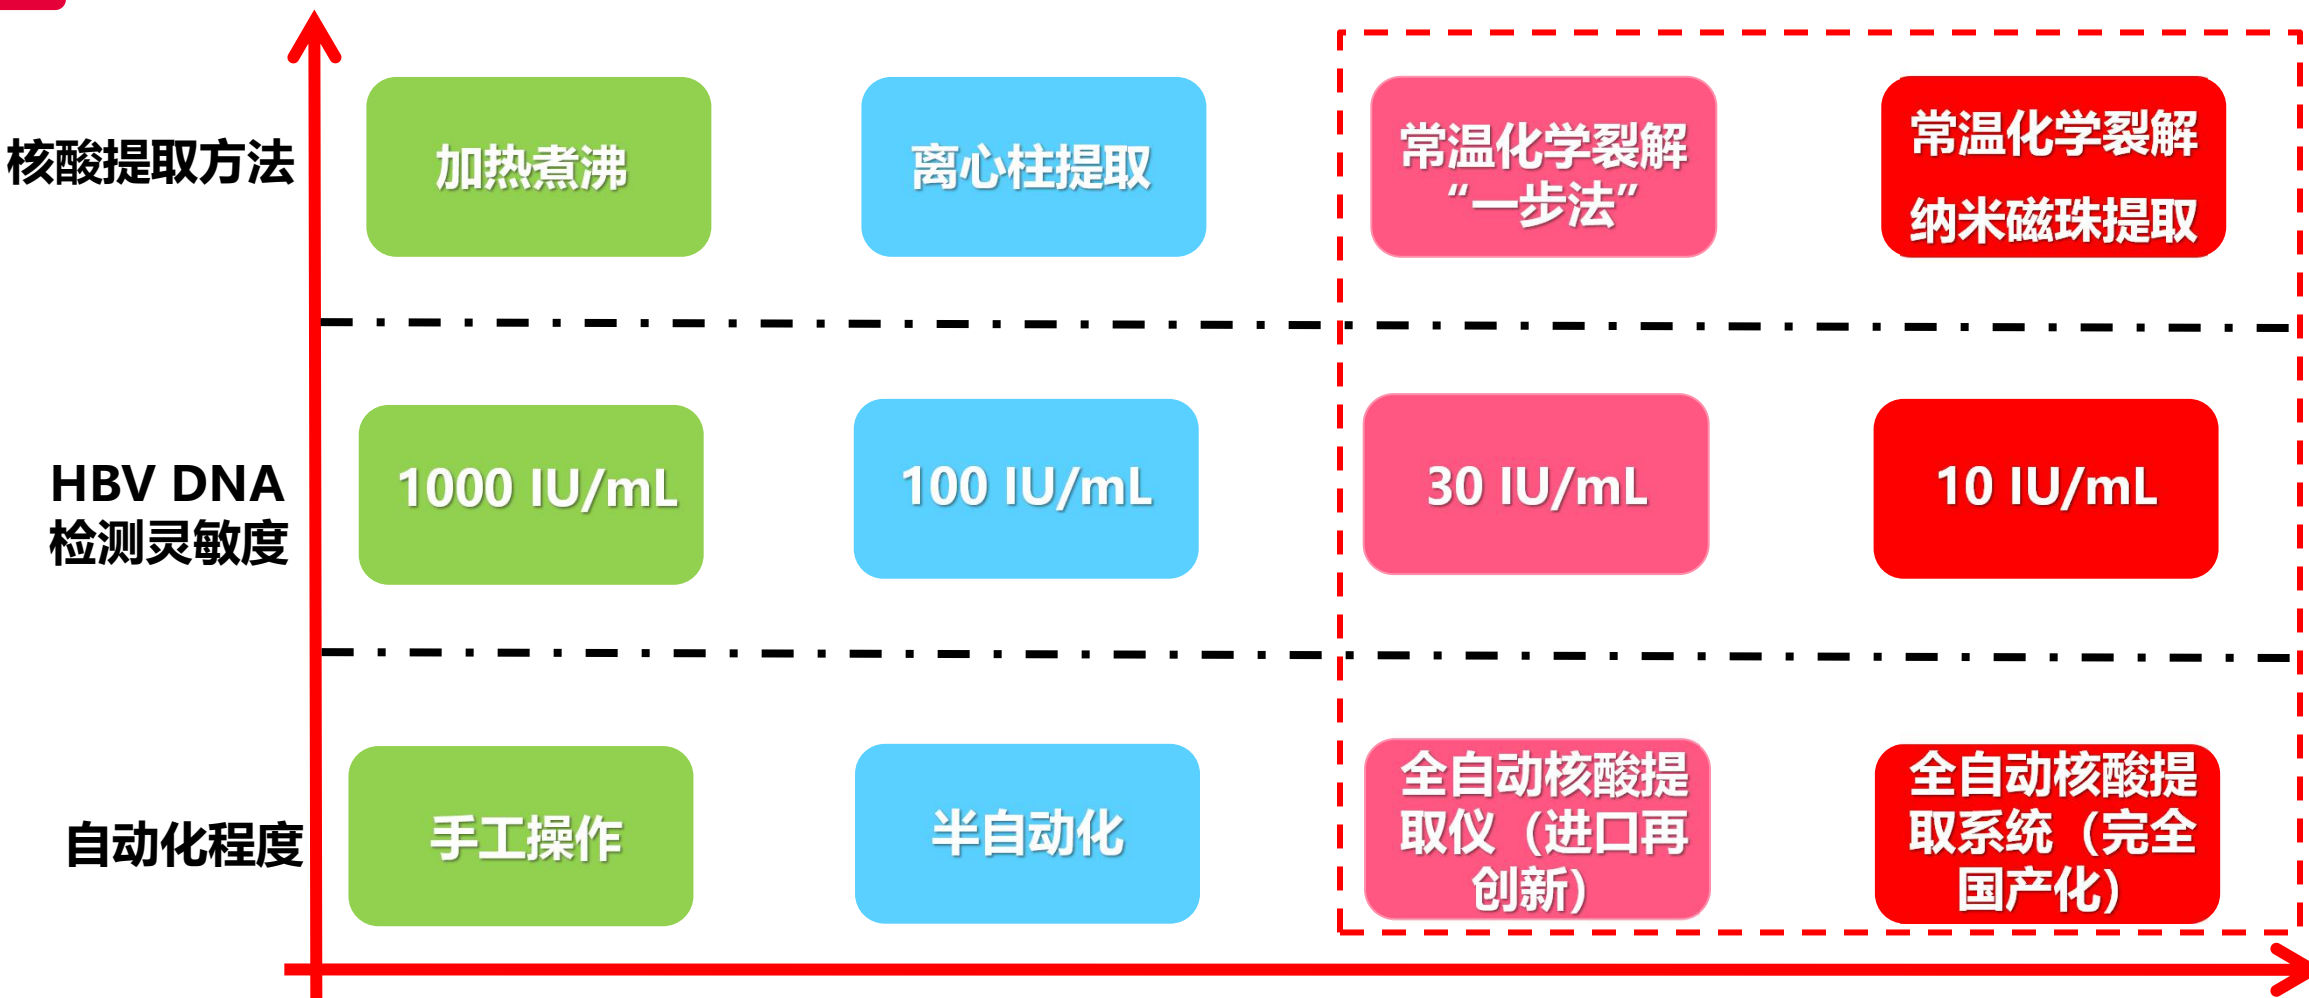 核酸提取方法
加热煮沸
离心柱提取
常温化学裂解
“一步法”
常温化学裂解
纳米磁珠提取
HBV DNA
检测灵敏度
1000 IU/mL
100 IU/mL
30 IU/mL
10 IU/mL
自动化程度
手工操作
半自动化
全自动核酸提
取仪（进口再
创新）
全自动核酸提
取系统（完全
国产化）